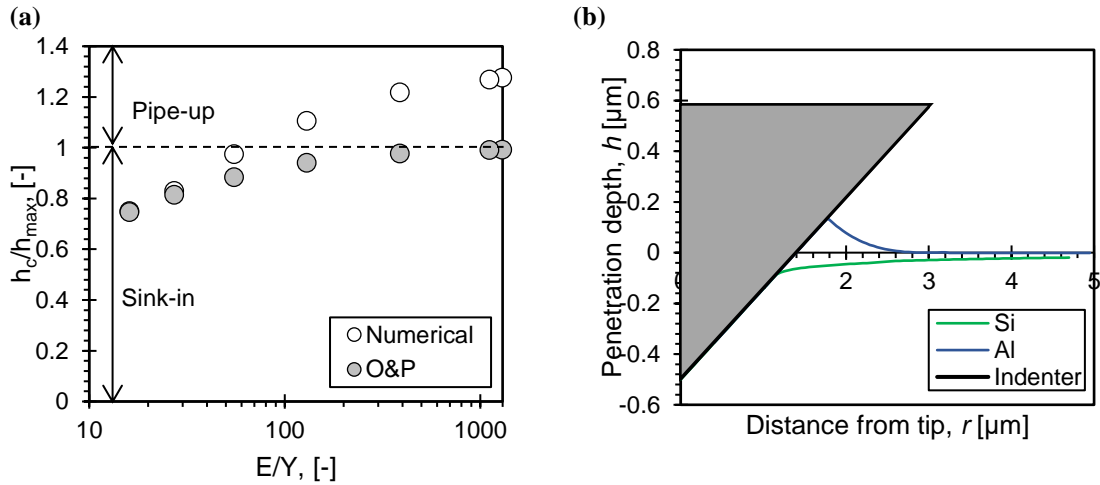 (a)
1.4
1.2
1
0.8
0.6
0.4
0.2
0
10
100
1000
h_c/h_max, [-]
E/Y, [-]
Pipe-up
Sink-in
Numerical
O&P
(b)
0.8
0.6
0.4
0.2
0
-0.2
-0.4
-0.6
2
3
4
5
Penetration depth, h [µm]
Distance from tip, r [µm]
Si
Al
Indenter